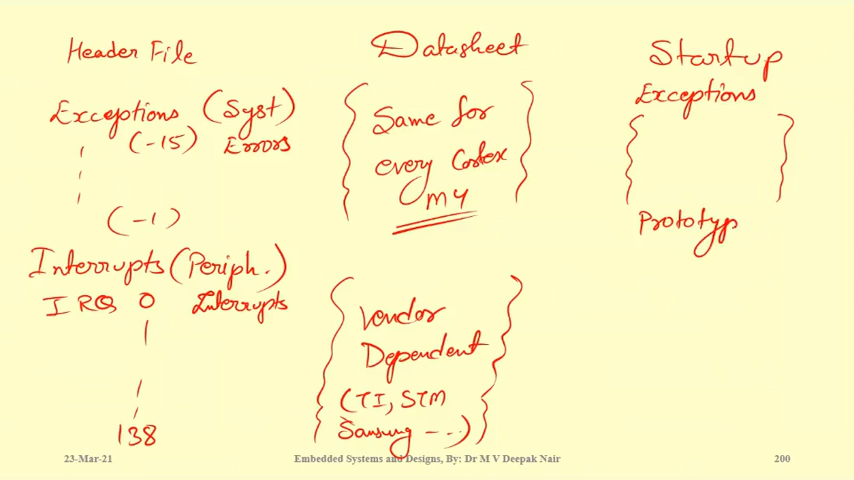 Header File
Exceptions (Syst)
(-15) Errors
(-1)
Interrupts (Periph.)
IRQ 0 Interrupts
1
138
Datasheet
Same for
every Cortex
M4
Vendor
Dependent
(TI, STM
Samsung - - -)
Startup
Exceptions
Prototyp
23-Mar-21
Embedded Systems and Designs, By: Dr M V Deepak Nair
200